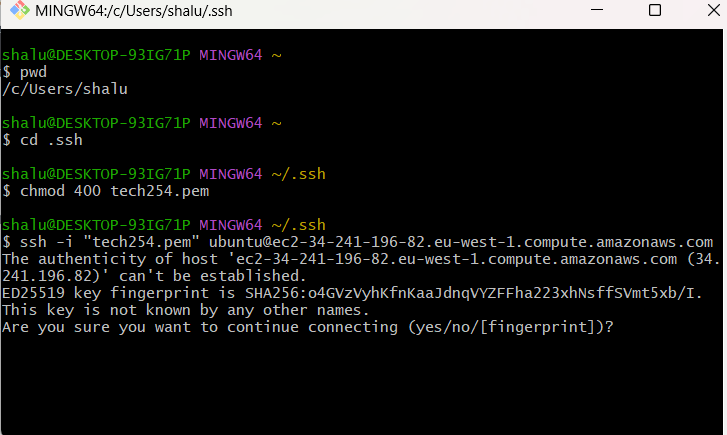 MINGW64:/c/Users/shalu/.ssh
shalu@DESKTOP-93IG71P MINGW64 ~
$ pwd
/c/Users/shalu
shalu@DESKTOP-93IG71P MINGW64 ~
$ cd .ssh
shalu@DESKTOP-93IG71P MINGW64 ~/.ssh
$ chmod 400 tech254.pem
shalu@DESKTOP-93IG71P MINGW64 ~/.ssh
$ ssh -i "tech254.pem" ubuntu@ec2-34-241-196-82.eu-west-1.compute.amazonaws.com
The authenticity of host 'ec2-34-241-196-82.eu-west-1.compute.amazonaws.com (34.
241.196.82)' can't be established.
ED25519 key fingerprint is SHA256:o4GVzVyhKfnKaaJdnqVYZFFha223xhNsffSVmt5xb/I.
This key is not known by any other names.
Are you sure you want to continue connecting (yes/no/[fingerprint])?